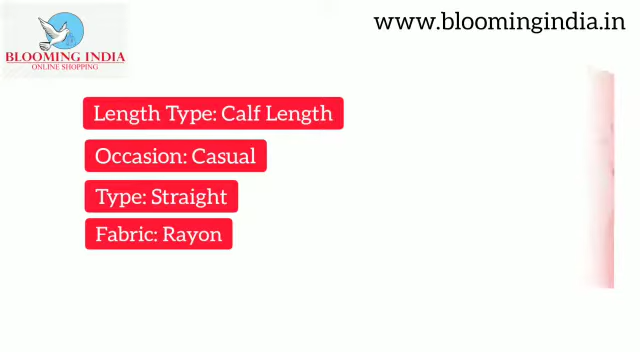 www.bloomingindia.in
BLOOMING INDIA
ONLINE SHOPPING
Length Type: Calf Length
Occasion: Casual
Type: Straight
Fabric: Rayon